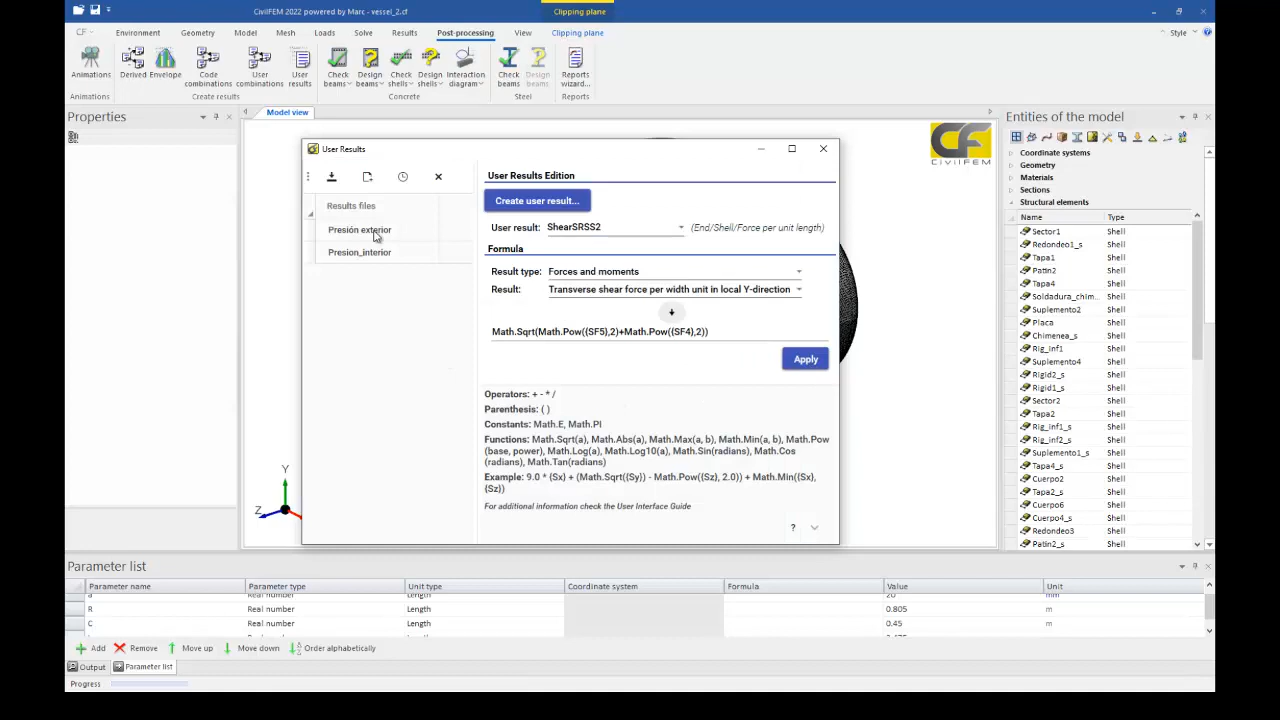 CivilFEM 2022 powered by Marc - vessel_2.cf
Clipping plane
CF
Environment
Geometry
Model
Mesh
Loads
Solve
Results
Post-processing
View
Clipping plane
Style
Animations
Derived
Envelope
Code combinations
User combinations
User results
Check beams
Design beams
Check shells
Design shells
Interaction diagram
Check beams
Design beams
Reports wizard...
Animations
Create results
Concrete
Steel
Reports
Properties
Model view
Entities of the model
CF
CIVILFEM
User Results
Results files
Presión exterior
Presion_interior
User Results Edition
Create user result...
User result: ShearSRSS2 (End/Shell/Force per unit length)
Formula
Result type: Forces and moments
Result: Transverse shear force per width unit in local Y-direction
Math.Sqrt(Math.Pow({SF5},2)+Math.Pow({SF4},2))
Apply
Operators: + - * /
Parenthesis: ( )
Constants: Math.E, Math.PI
Functions: Math.Sqrt(a), Math.Abs(a), Math.Max(a, b), Math.Min(a, b), Math.Pow
(base, power), Math.Log(a), Math.Log10(a), Math.Sin(radians), Math.Cos
(radians), Math.Tan(radians)
Example: 9.0 * {Sx} + (Math.Sqrt({Sy}) - Math.Pow({Sz}, 2.0)) + Math.Min({Sx},
{Sz})
For additional information check the User Interface Guide
?
Y
Z
Coordinate systems
Geometry
Materials
Sections
Structural elements
Name Type
Sector1 Shell
Redondeo1_s Shell
Tapa1 Shell
Patin2 Shell
Tapa4 Shell
Soldadura_chim... Shell
Suplemento2 Shell
Placa Shell
Chimenea_s Shell
Rig_inf1 Shell
Suplemento4 Shell
Rigid2_s Shell
Rigid1_s Shell
Sector2 Shell
Tapa2 Shell
Rig_inf1_s Shell
Rig_inf2_s Shell
Suplemento1_s Shell
Tapa4_s Shell
Cuerpo2 Shell
Tapa2_s Shell
Cuerpo6 Shell
Cuerpo4_s Shell
Redondeo3 Shell
Patin2_s Shell
Parameter list
Parameter name Parameter type Unit type Coordinate system Formula Value Unit
a Real number Length 20 mm
R Real number Length 0.805 m
C Real number Length 0.45 m
Add Remove Move up Move down Order alphabetically
Output Parameter list
Progress